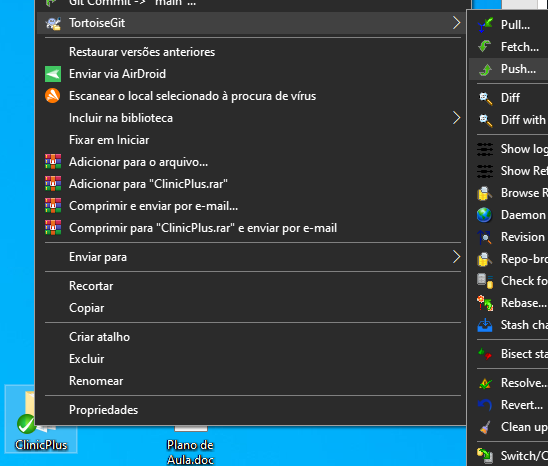 Git Commit -> "main"...
TortoiseGit
Restaurar versões anteriores
Enviar via AirDroid
Escanear o local selecionado à procura de vírus
Incluir na biblioteca
Fixar em Iniciar
Adicionar para o arquivo...
Adicionar para "ClinicPlus.rar"
Comprimir e enviar por e-mail...
Comprimir para "ClinicPlus.rar" e enviar por e-mail
Enviar para
Recortar
Copiar
Criar atalho
Excluir
Renomear
Propriedades
Pull...
Fetch...
Push...
Diff
Diff with
Show log
Show Ref
Browse R
Daemon
Revision
Repo-bro
Check fo
Rebase...
Stash cha
Bisect sta
Resolve...
Revert...
Clean up
Switch/C
ClinicPlus
Plano de
Aula.doc